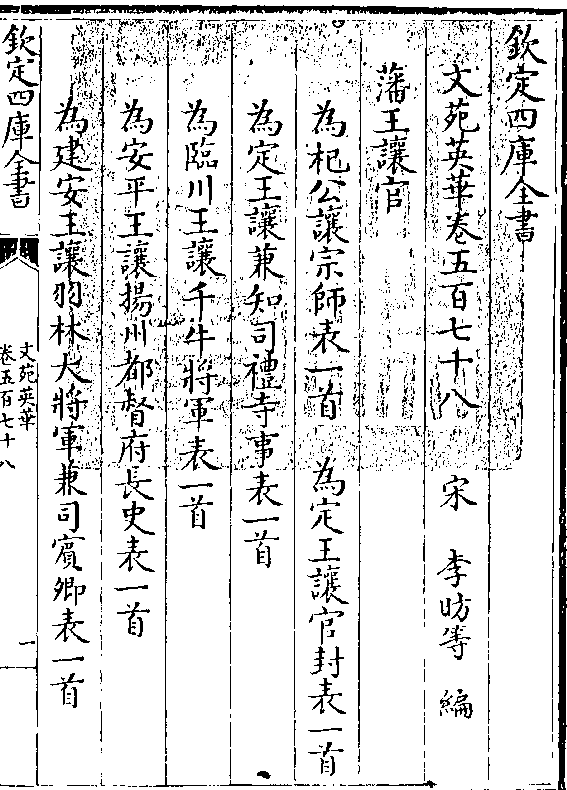 欽定四庫全書
文苑英華卷五百七十八　宋　李昉等　編
藩王讓官
為杞公讓宗師表一首　為定王讓官封表一首
為定王讓兼知司禮寺事表一首
為臨川王讓千牛將軍表一首
為安平王讓揚州都督府長史表一首
為建安王讓羽林大將軍兼司賓卿表一首
欽定四庫全書
文苑英華
卷五百七十八
一